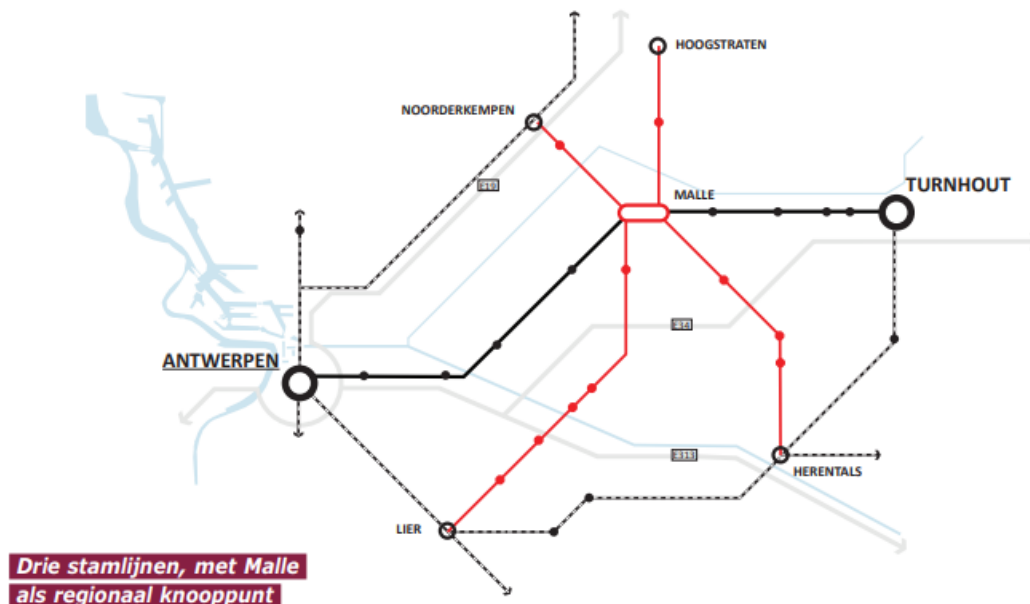 HOOGSTRATEN
NOORDERKEMPEN
E19
MALLE
TURNHOUT
E34
ANTWERPEN
E313
HERENTALS
LIER
Drie stamlijnen, met Malle
als regionaal knooppunt